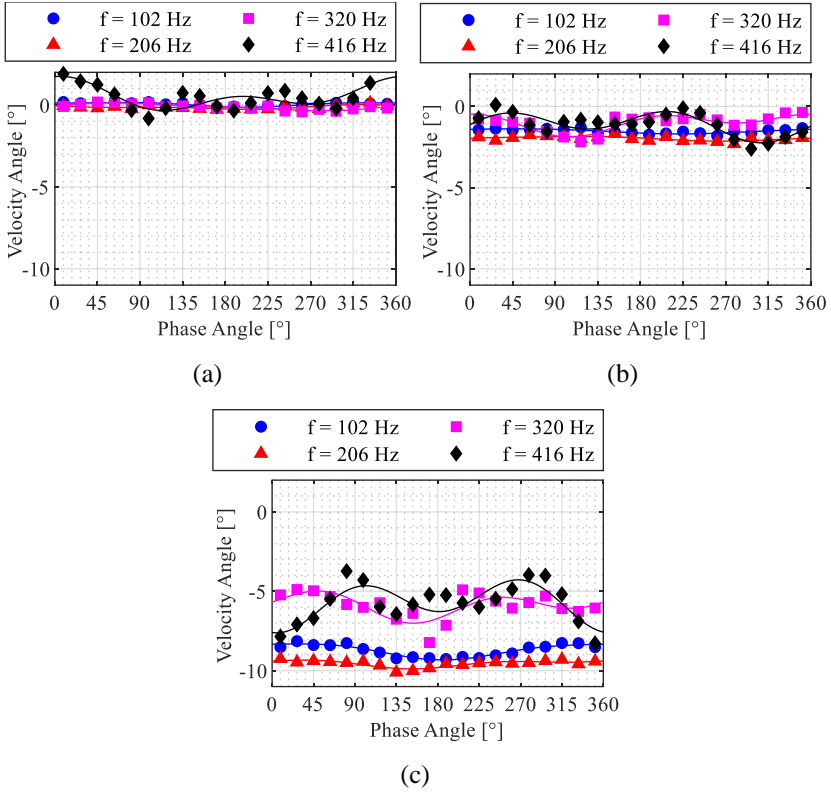 f = 102 Hz f = 320 Hz
f = 206 Hz f = 416 Hz
Velocity Angle [°]
0
-5
-10
0 45 90 135 180 225 270 315 360
Phase Angle [°]
(a)
f = 102 Hz f = 320 Hz
f = 206 Hz f = 416 Hz
Velocity Angle [°]
0
-5
-10
0 45 90 135 180 225 270 315 360
Phase Angle [°]
(b)
f = 102 Hz f = 320 Hz
f = 206 Hz f = 416 Hz
Velocity Angle [°]
0
-5
-10
0 45 90 135 180 225 270 315 360
Phase Angle [°]
(c)